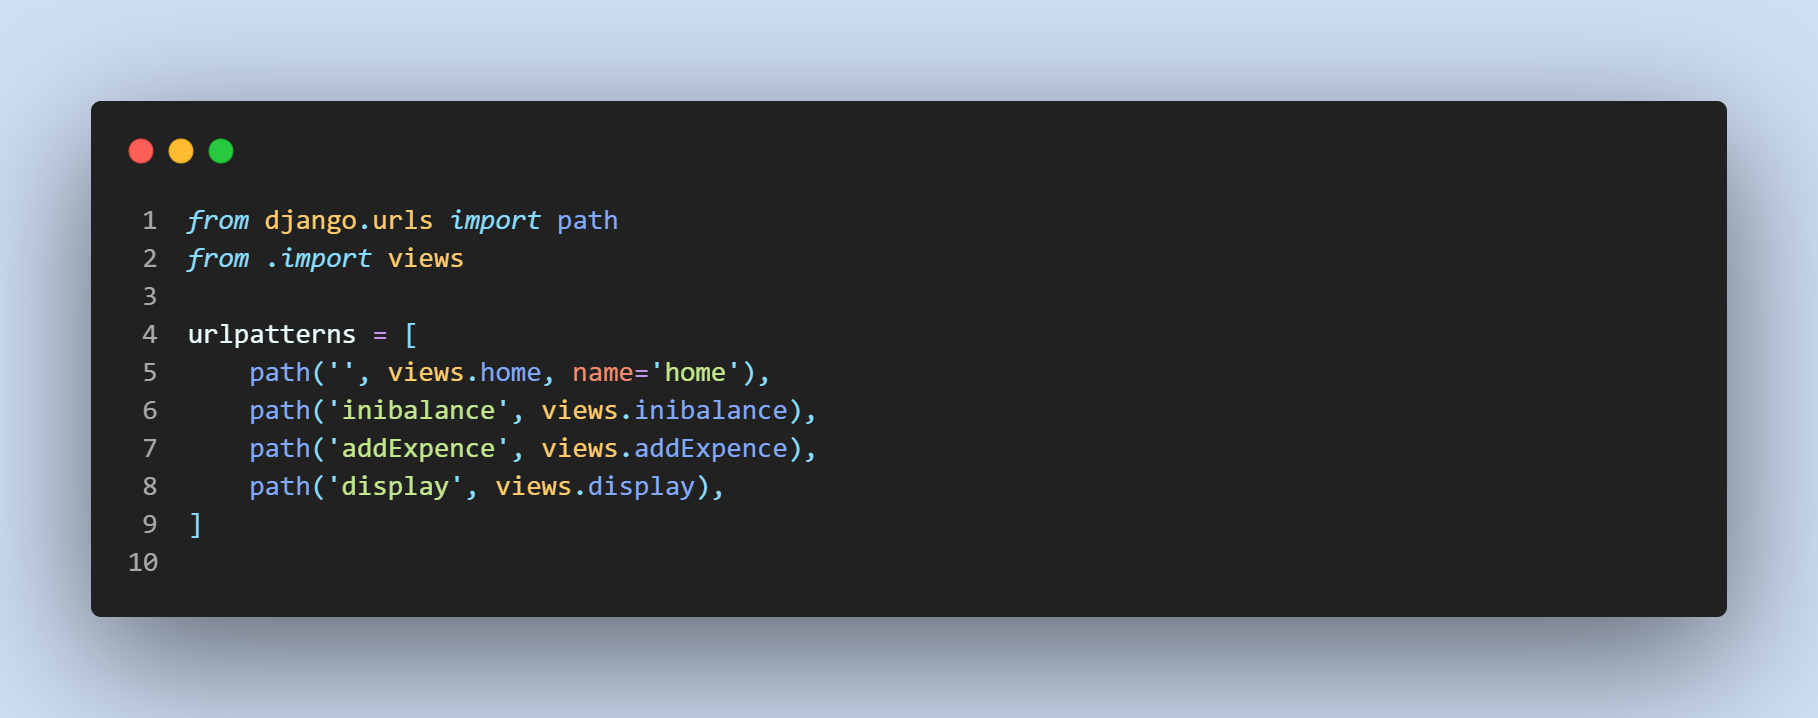 1 from django.urls import path
2 from .import views
3
4 urlpatterns = [
5     path('', views.home, name='home'),
6     path('inibalance', views.inibalance),
7     path('addExpence', views.addExpence),
8     path('display', views.display),
9 ]
10